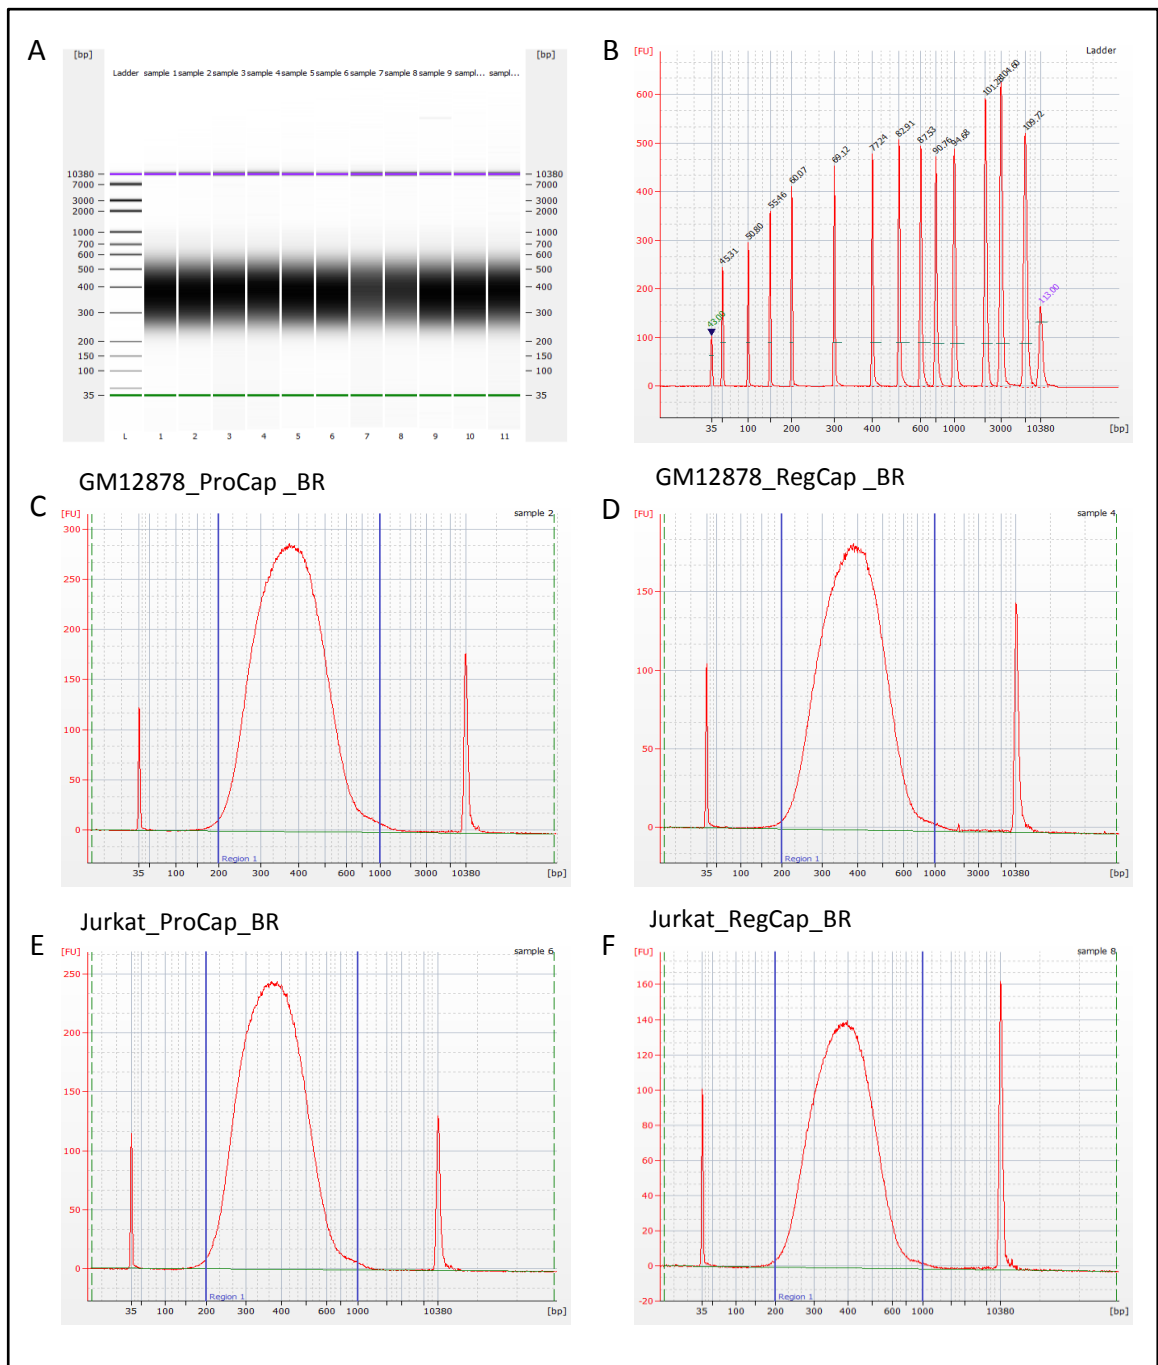 A
[bp]
[bp]
Ladder sample 1 sample 2 sample 3 sample 4 sample 5 sample 6 sample 7 sample 8 sample 9 sampl... sampl...
10380 10380
7000 7000
3000 3000
2000 2000
1000 1000
700 700
600 600
500 500
400 400
300 300
200 200
150 150
100 100
35 35
L 1 2 3 4 5 6 7 8 9 10 11
B
[FU]
Ladder
600
500
400
300
200
100
0
43.00
45.31
50.80
55.46
60.07
69.12
77.24
82.91
87.53
90.76
94.68
101.28
104.60
109.72
113.00
35 100 200 300 400 600 1000 3000 10380 [bp]
GM12878_ProCap _BR
C
[FU]
sample 2
300
250
200
150
100
50
0
Region 1
35 100 200 300 400 600 1000 3000 10380 [bp]
GM12878_RegCap _BR
D
[FU]
sample 4
150
100
50
0
Region 1
35 100 200 300 400 600 1000 3000 10380 [bp]
Jurkat_ProCap_BR
E
[FU]
sample 6
250
200
150
100
50
0
Region 1
35 100 200 300 400 600 1000 10380 [bp]
Jurkat_RegCap_BR
F
[FU]
sample 8
160
140
120
100
80
60
40
20
0
-20
Region 1
35 100 200 300 400 600 1000 10380 [bp]